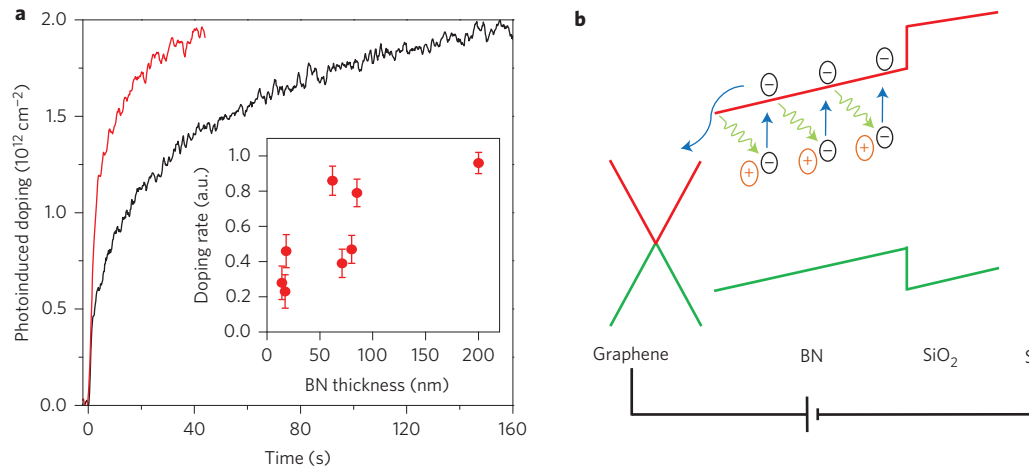 a
Photoinduced doping (10¹² cm⁻²)
2.0
1.5
1.0
0.5
0.0
0
40
80
120
160
Time (s)
Doping rate (a.u.)
1.0
0.8
0.6
0.4
0.2
0.0
0
50
100
150
200
BN thickness (nm)
b
− − −
− − −
+ + +
Graphene BN SiO₂ S